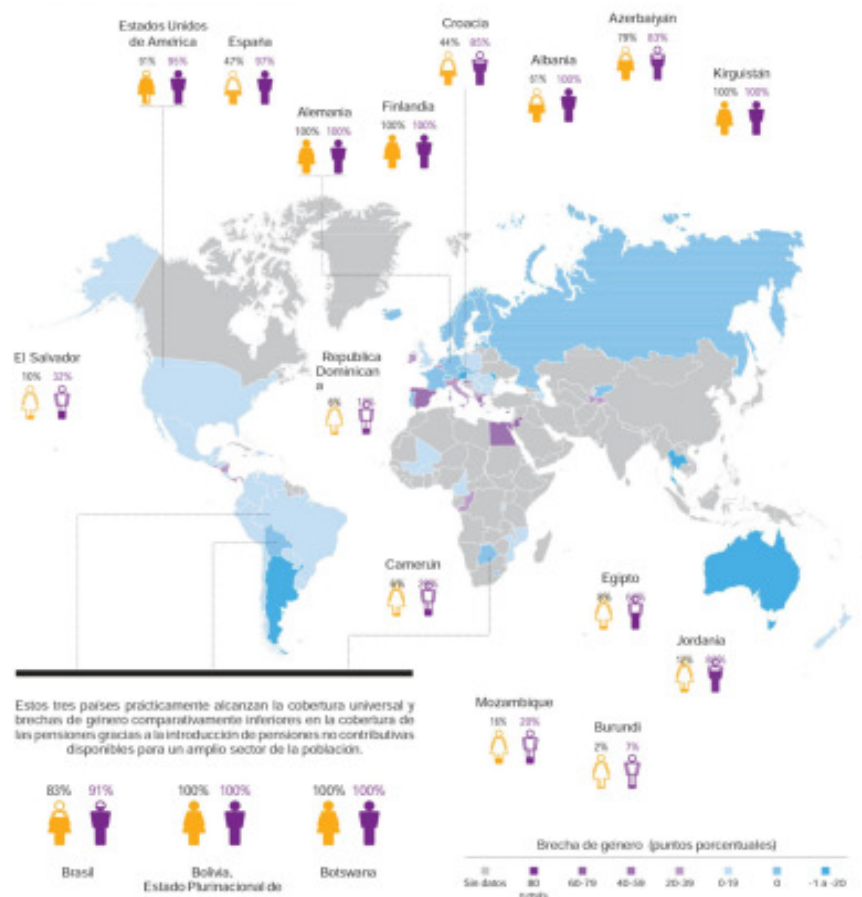 Estados Unidos
de América
91% 95%
España
47% 97%
Croacia
44% 85%
Azerbaiyán
79% 83%
Albania
61% 100%
Kirguistán
100% 100%
Alemania
100% 100%
Finlandia
100% 100%
El Salvador
10% 32%
República
Dominican
a
6%
Camerún
6%
Egipto
8%
Jordania
Mozambique
16% 20%
Burundi
2% 7%
Estos tres países prácticamente alcanzan la cobertura universal y
brechas de género comparativamente inferiores en la cobertura de
las pensiones gracias a la introducción de pensiones no contributivas
disponibles para un amplio sector de la población.
83% 91%
Brasil
100% 100%
Bolivia,
Estado Plurinacional de
100% 100%
Botswana
Brecha de género (puntos porcentuales)
Sin datos 80 60-79 40-59 20-39 0-19 0 -1 a -20